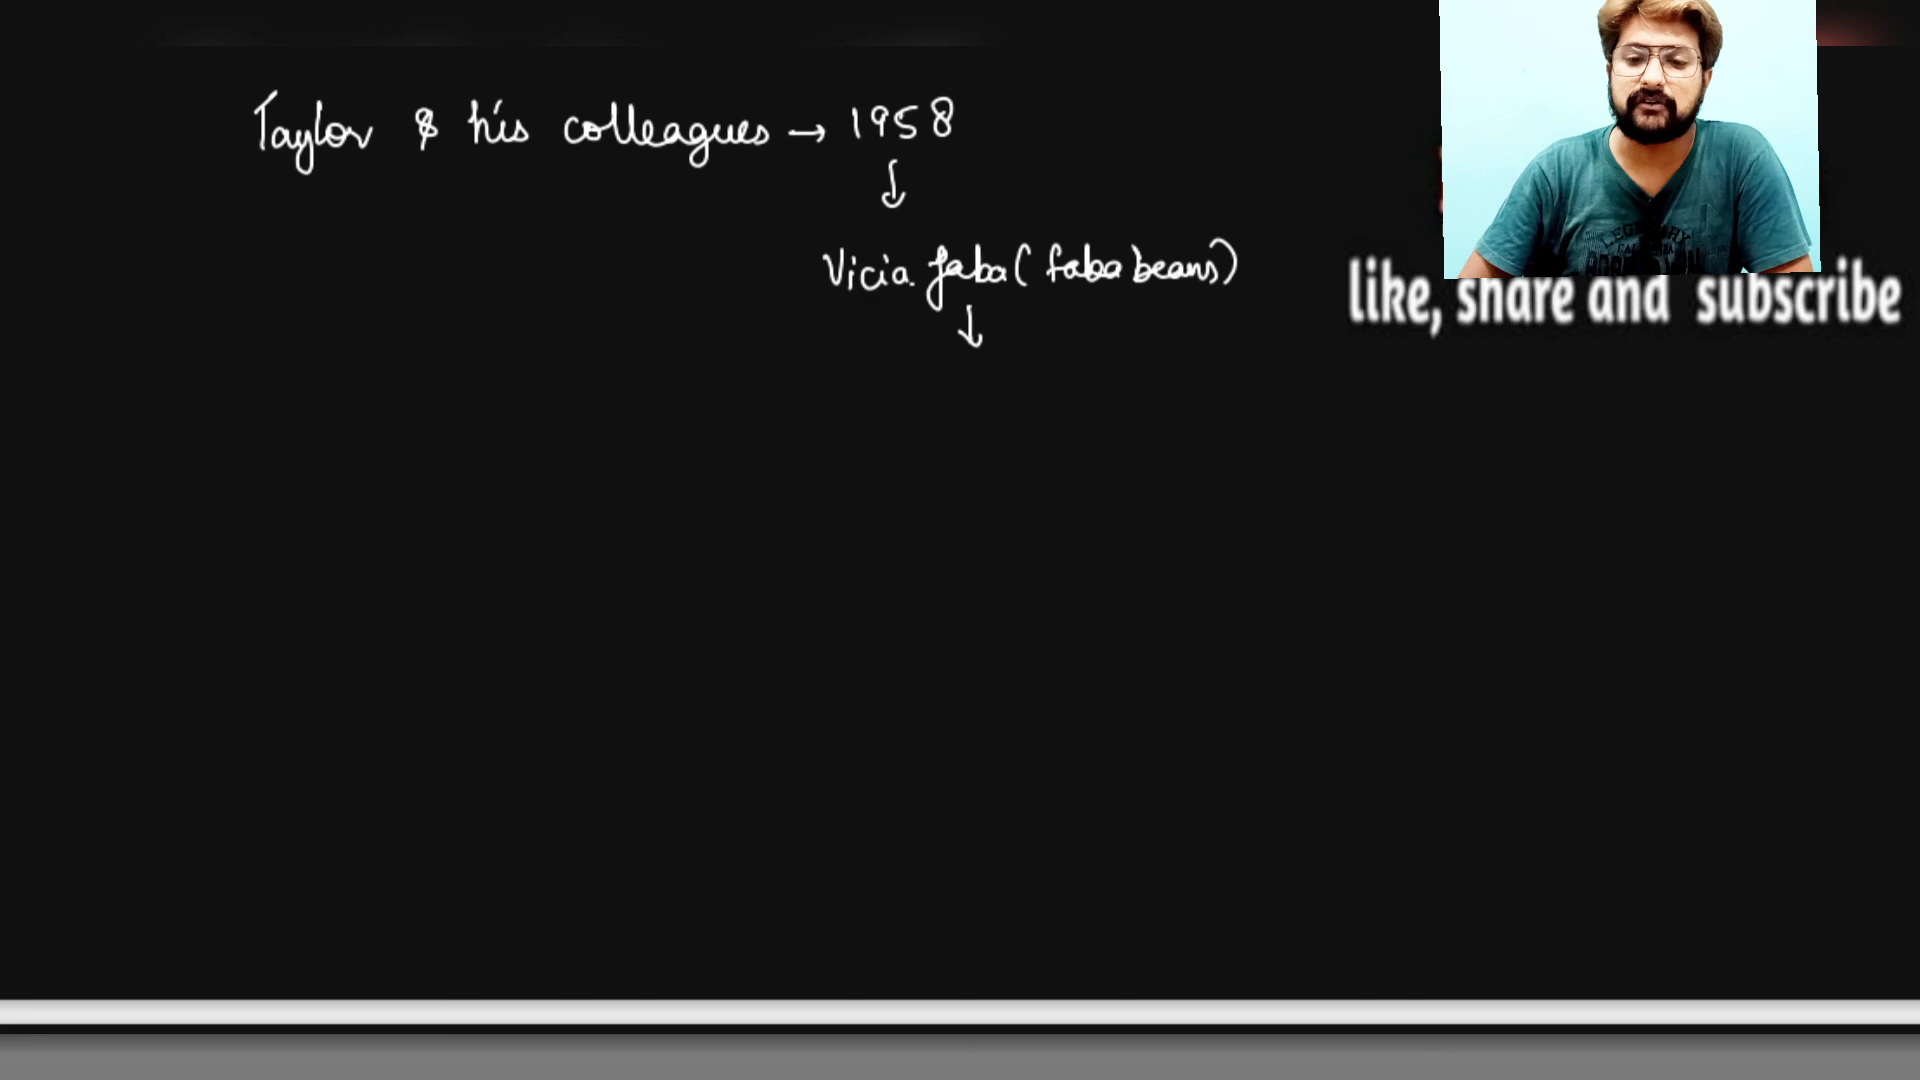 Taylor & his colleagues → 1958
↓
Vicia faba (faba beans)
↓
like, share and subscribe